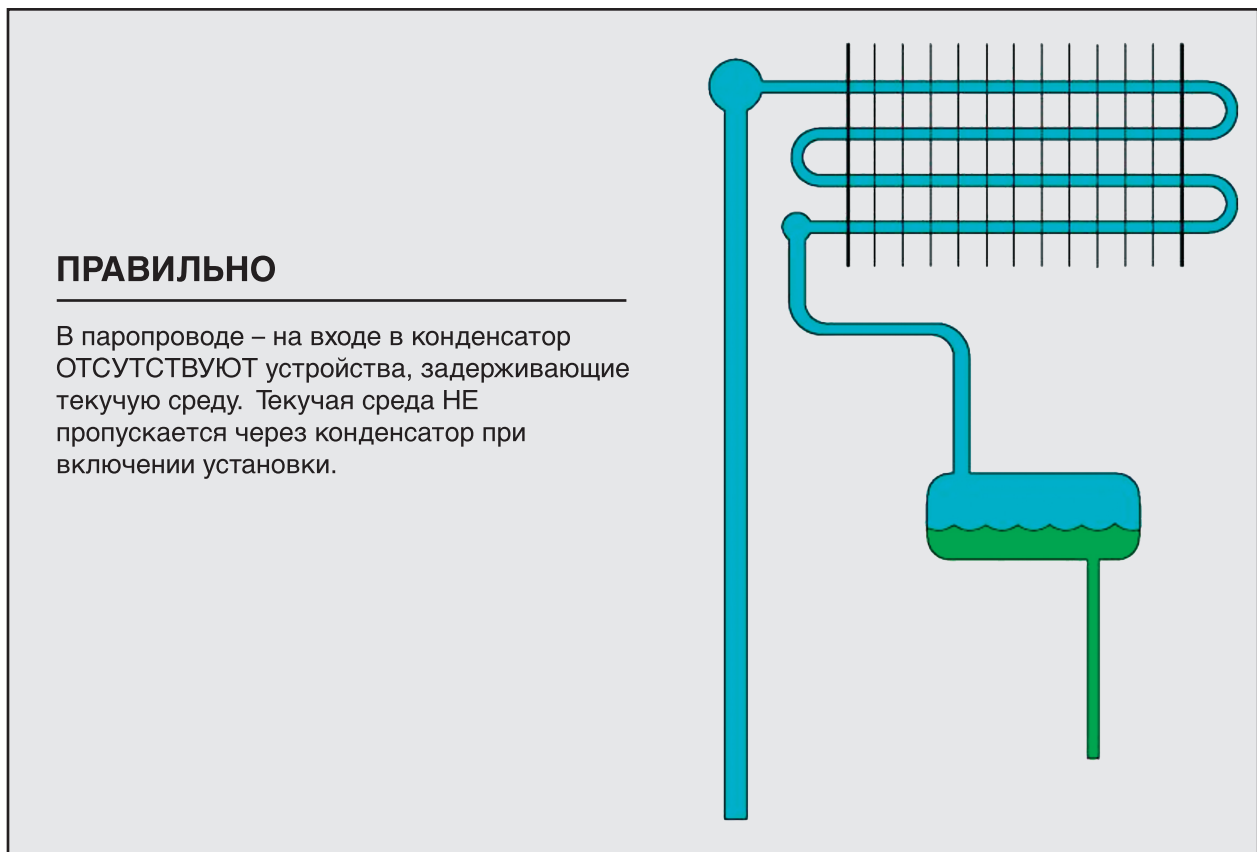 ПРАВИЛЬНО
В паропроводе – на входе в конденсатор
ОТСУТСТВУЮТ устройства, задерживающие
текучую среду.  Текучая среда НЕ
пропускается через конденсатор при
включении установки.